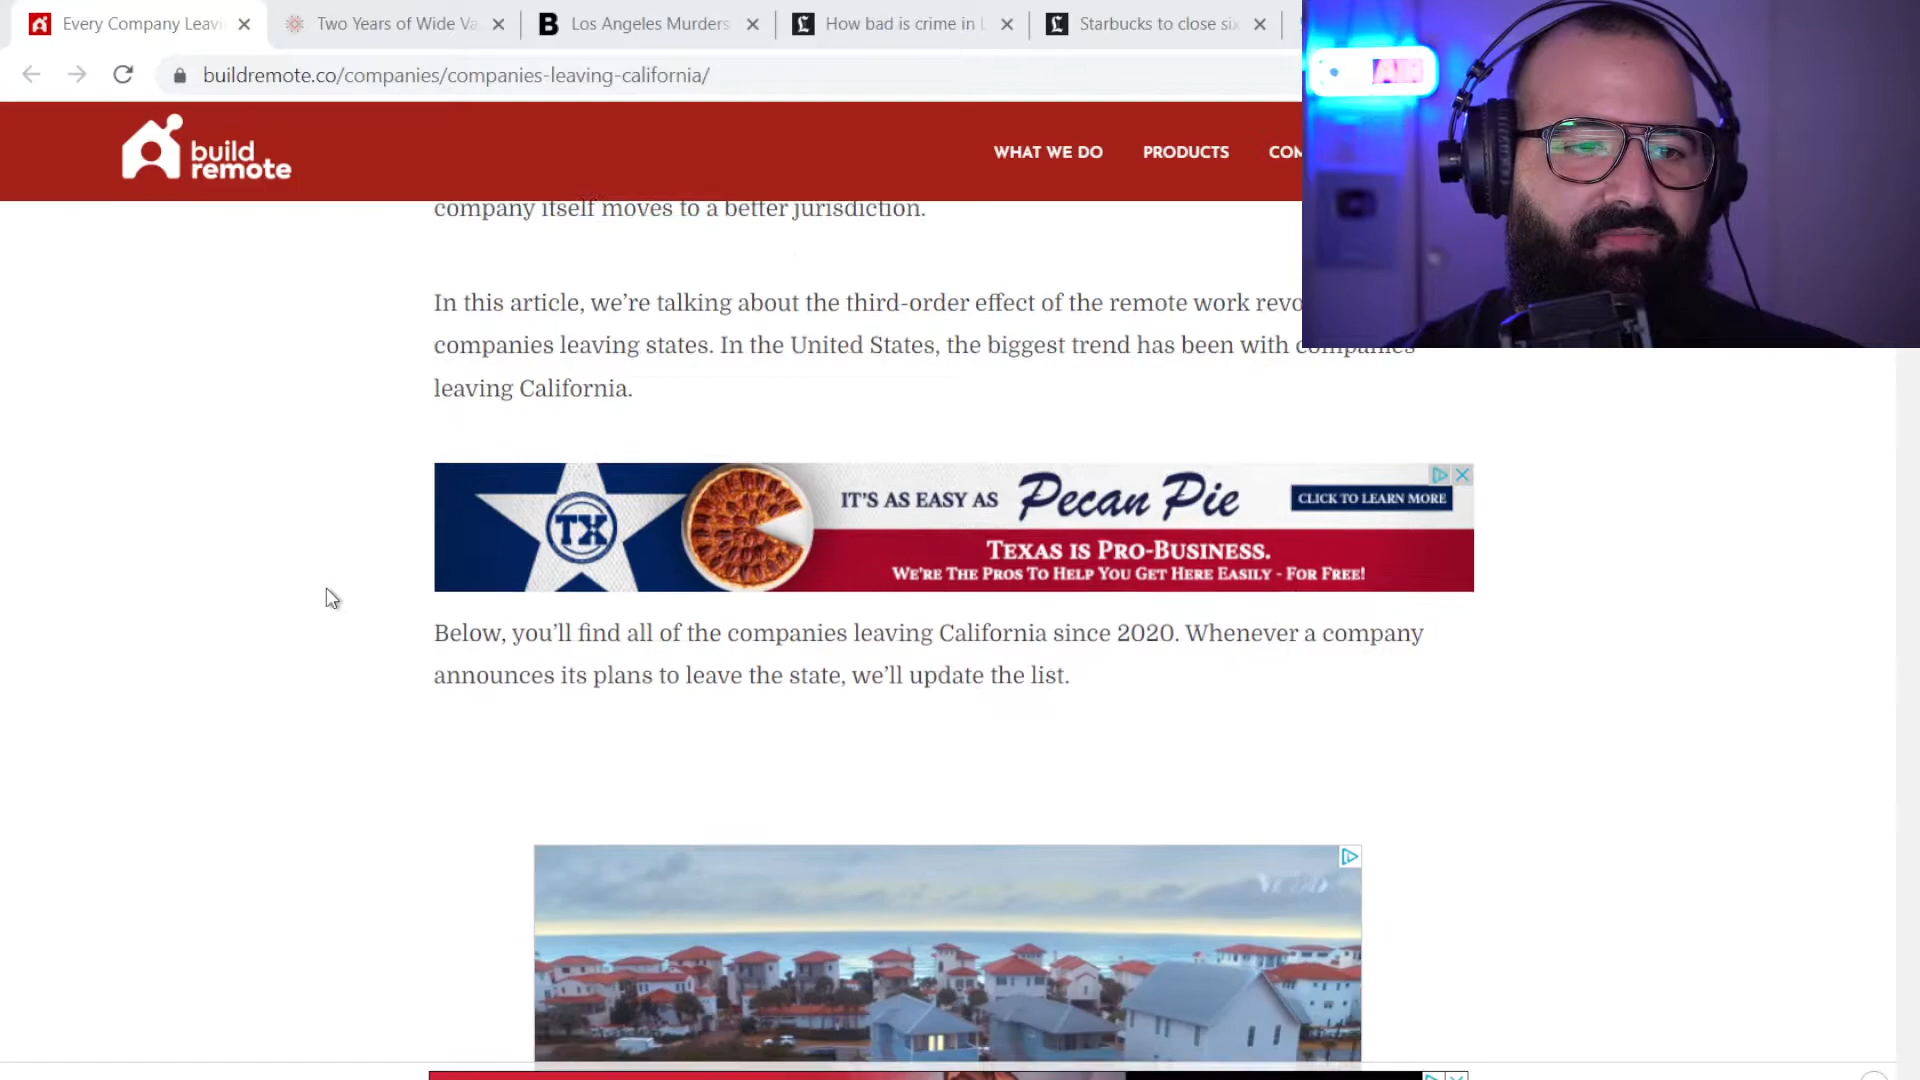 Every Company Leavi
Two Years of Wide Va
Los Angeles Murders
How bad is crime in L
Starbucks to close six
buildremote.co/companies/companies-leaving-california/
build
remote
WHAT WE DO
PRODUCTS
COM
company itself moves to a better jurisdiction.
In this article, we’re talking about the third-order effect of the remote work revo
companies leaving states. In the United States, the biggest trend has been with companies
leaving California.
TX
IT'S AS EASY AS Pecan Pie
CLICK TO LEARN MORE
TEXAS IS PRO-BUSINESS.
WE'RE THE PROS TO HELP YOU GET HERE EASILY - FOR FREE!
Below, you’ll find all of the companies leaving California since 2020. Whenever a company
announces its plans to leave the state, we’ll update the list.